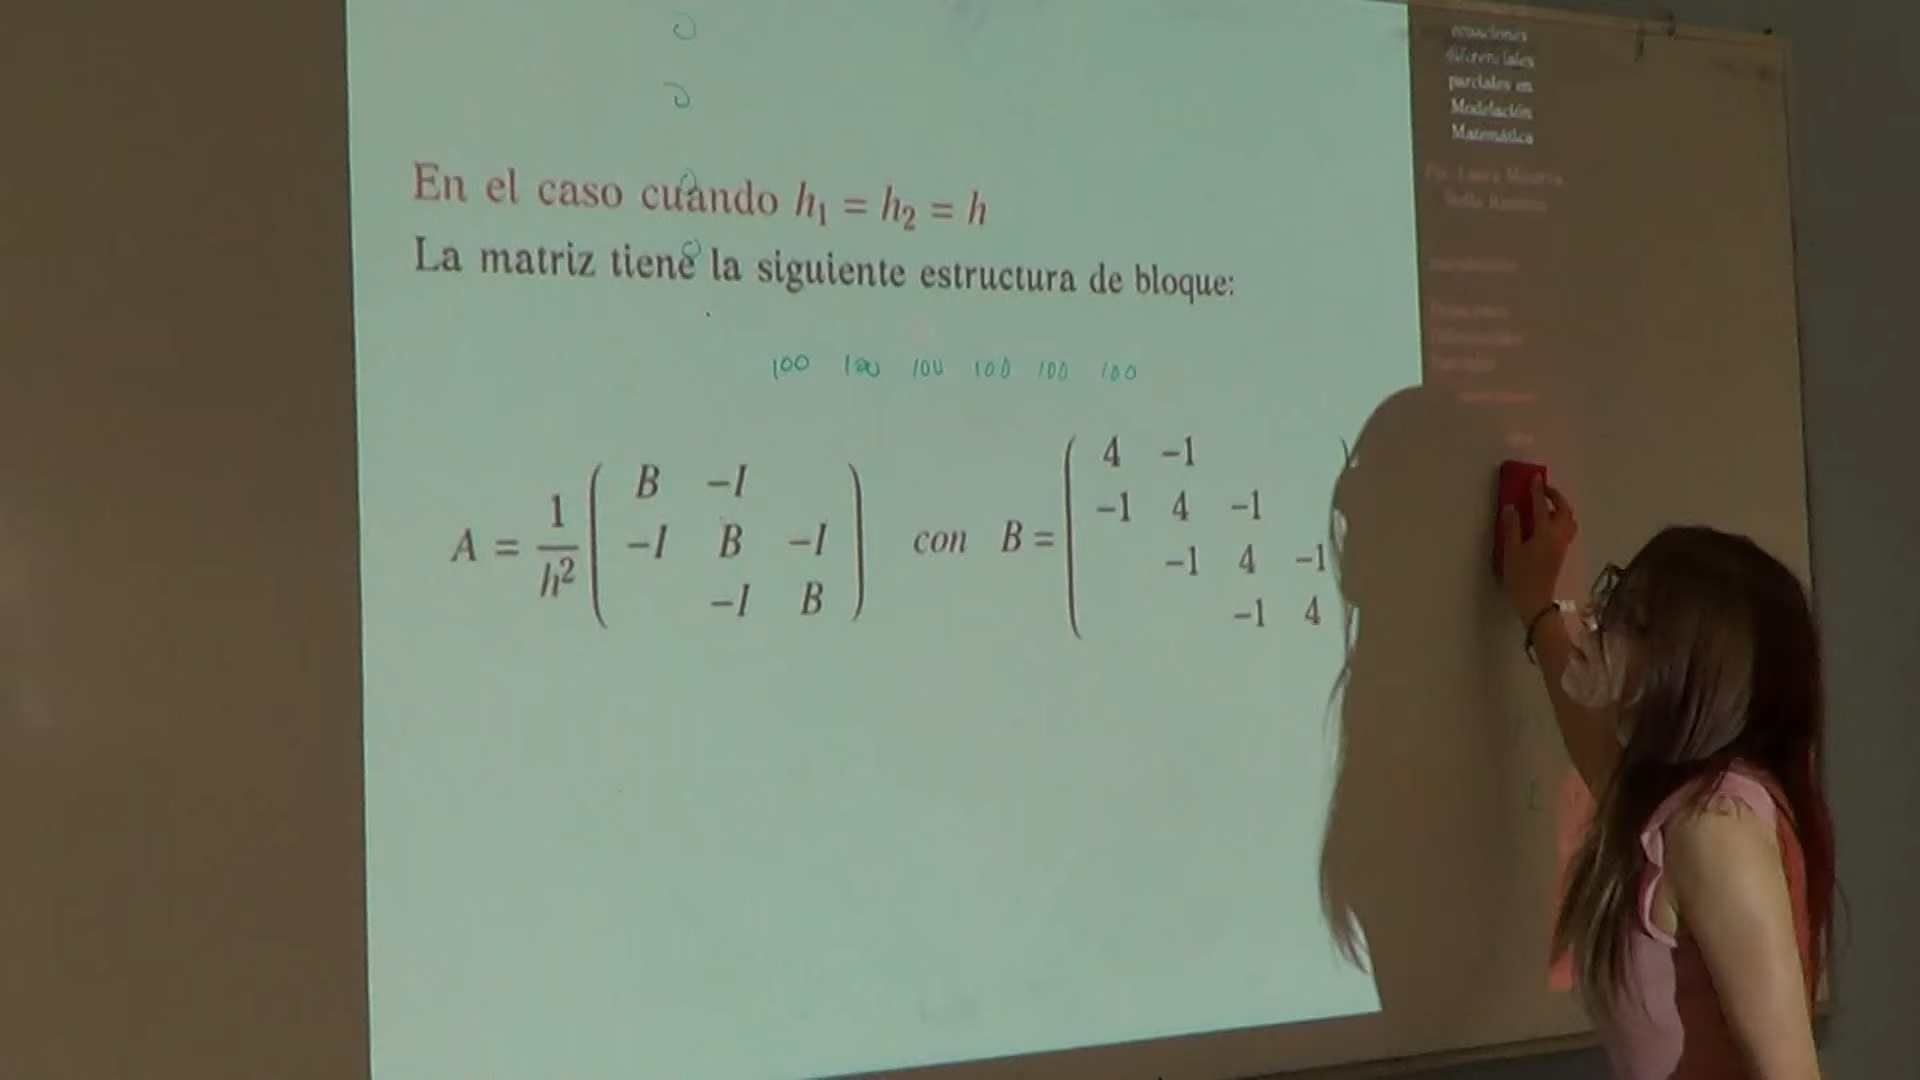 ecuaciones
diferenciales
parciales en
Modelación
Matemática
En el caso cuando h₁ = h₂ = h
La matriz tiene la siguiente estructura de bloque:
100 100 100 100 100 100
A = 1/h² ( B −I
−I B −I
−I B ) con B = ( 4 −1
−1 4 −1
−1 4 −1
−1 4 )